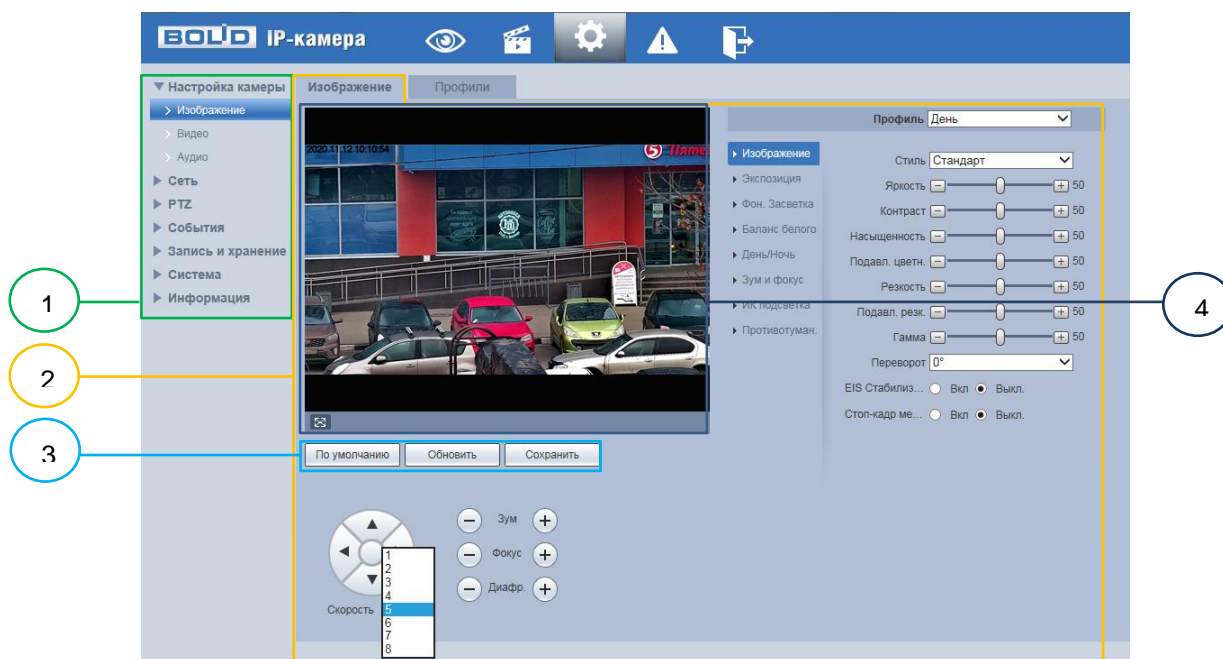 BOLID IP-камера
Настройка камеры
Изображение
Видео
Аудио
Сеть
PTZ
События
Запись и хранение
Система
Информация
Изображение
Профили
2020.11.12 10:10:54
5
Профиль День
Изображение
Экспозиция
Фон. Засветка
Баланс белого
День/Ночь
Зум и фокус
ИК подсветка
Противотуман.
Стиль Стандарт
Яркость 50
Контраст 50
Насыщенность 50
Подавл. цветн. 50
Резкость 50
Подавл. резк. 50
Гамма 50
Переворот 0°
EIS Стабилиз... Вкл Выкл.
Стоп-кадр ме... Вкл Выкл.
По умолчанию
Обновить
Сохранить
Зум
Фокус
Диафр.
Скорость
1
2
3
4
5
6
7
8
1
2
3
4